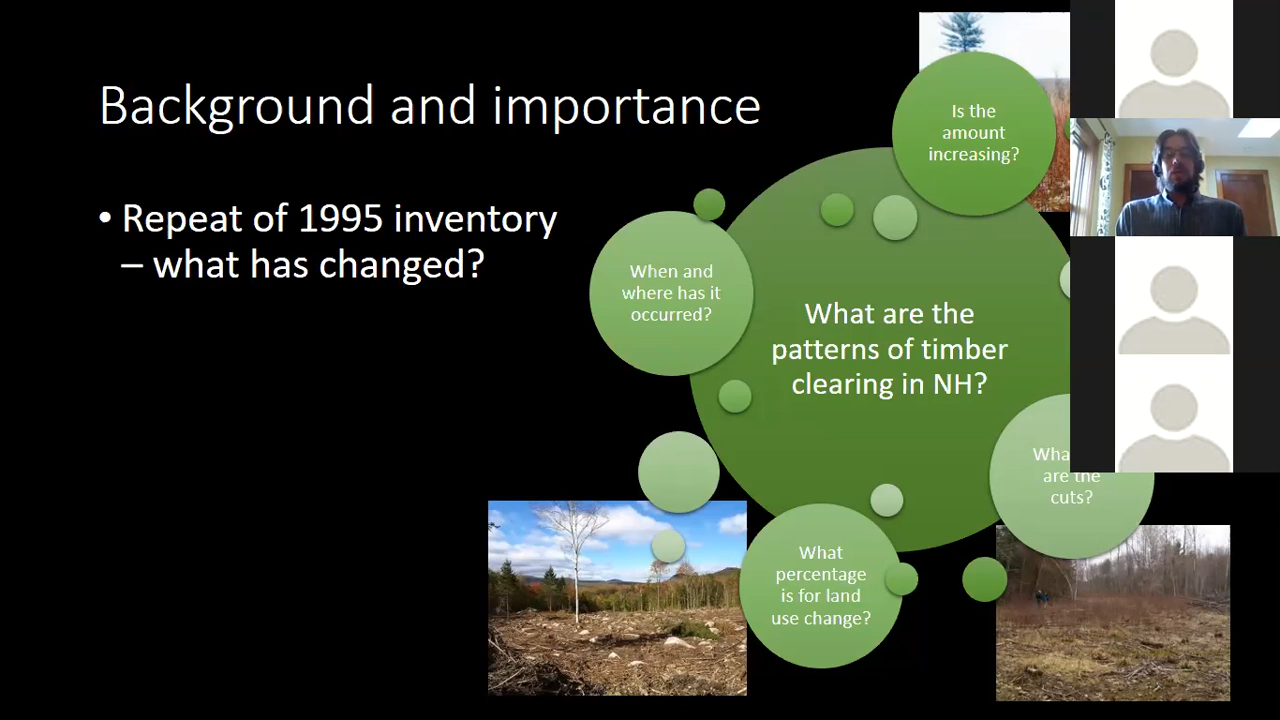 Background and importance
• Repeat of 1995 inventory
– what has changed?
Is the
amount
increasing?
When and
where has it
occurred?
What are the
patterns of timber
clearing in NH?
are the
cuts?
What
percentage
is for land
use change?